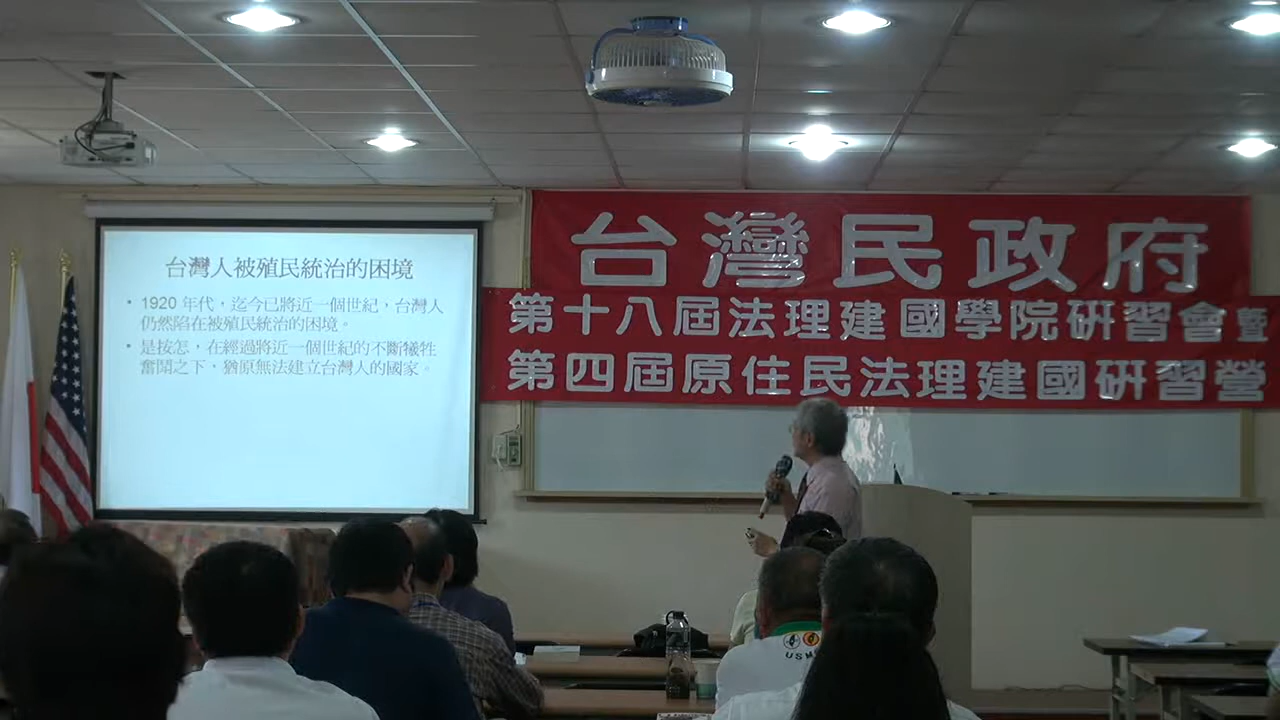 台灣民政府
第十八屆法理建國學院研習會暨
第四屆原住民法理建國研習營
台灣人被殖民統治的困境
• 1920 年代，迄今已將近一個世紀，台灣人
仍然陷在被殖民統治的困境。
• 是按怎，在經過將近一個世紀的不斷犧牲
奮鬥之下，猶原無法建立台灣人的國家。